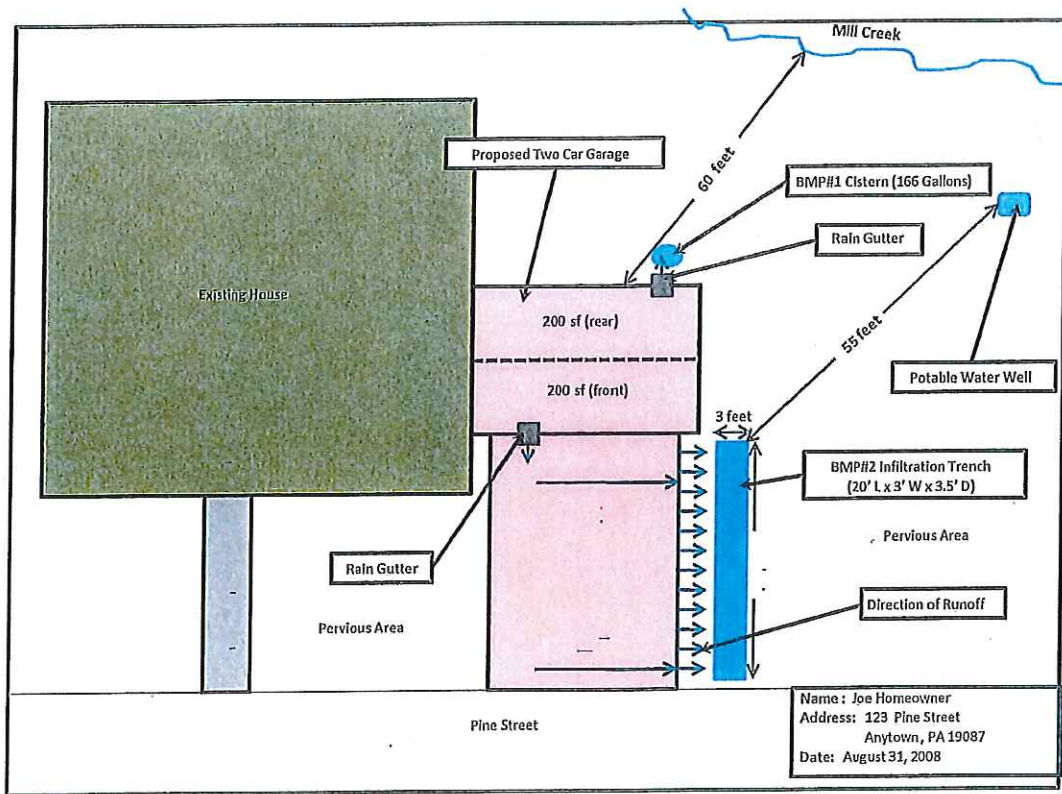 Mill Creek
Proposed Two Car Garage
60 feet
BMP#1 Cistern (166 Gallons)
Rain Gutter
Existing House
200 sf (rear)
55 feet
200 sf (front)
Potable Water Well
3 feet
BMP#2 Infiltration Trench
(20' L x 3' W x 3.5' D)
Pervious Area
Rain Gutter
Direction of Runoff
Pervious Area
Pine Street
Name: Joe Homeowner
Address: 123 Pine Street
Anytown, PA 19087
Date: August 31, 2008